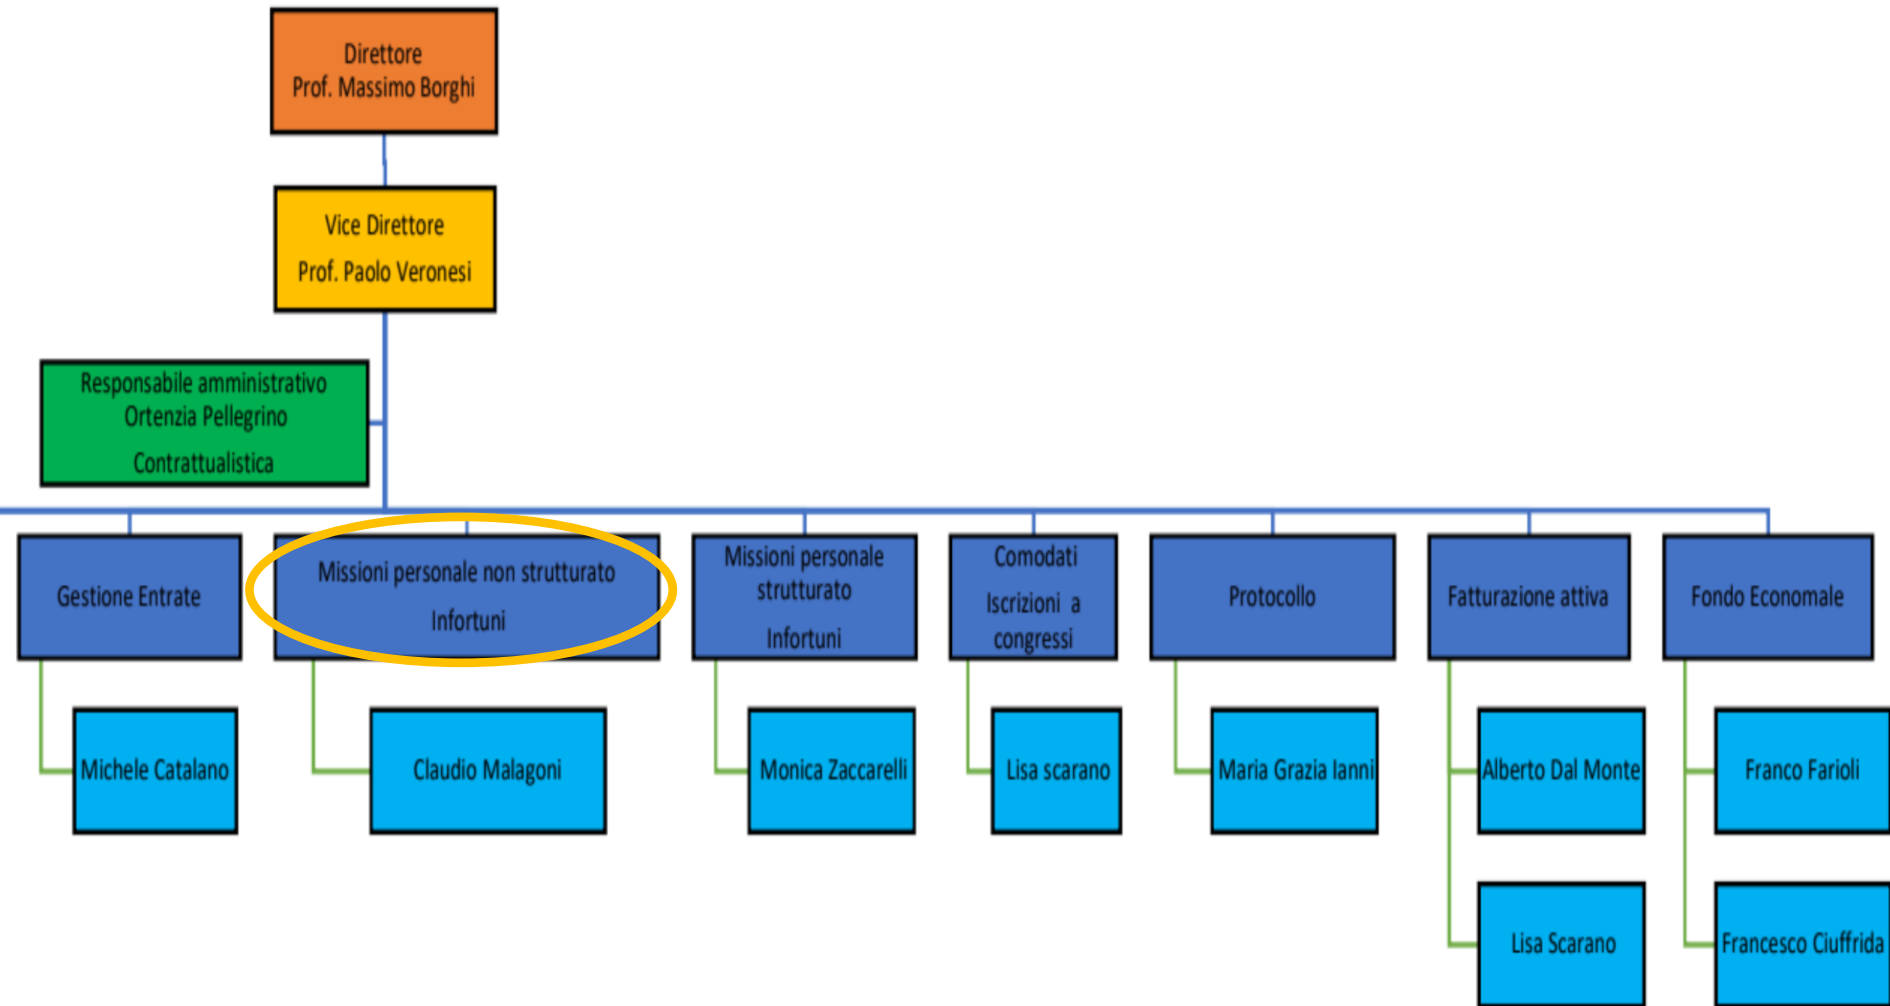 Direttore
Prof. Massimo Borghi
Vice Direttore
Prof. Paolo Veronesi
Responsabile amministrativo
Ortenzia Pellegrino
Contrattualistica
Gestione Entrate
Missioni personale non strutturato
Infortuni
Missioni personale
strutturato
Infortuni
Comodati
Iscrizioni a
congressi
Protocollo
Fatturazione attiva
Fondo Economale
Michele Catalano
Claudio Malagoni
Monica Zaccarelli
Lisa scarano
Maria Grazia Ianni
Alberto Dal Monte
Franco Farioli
Lisa Scarano
Francesco Ciuffrida